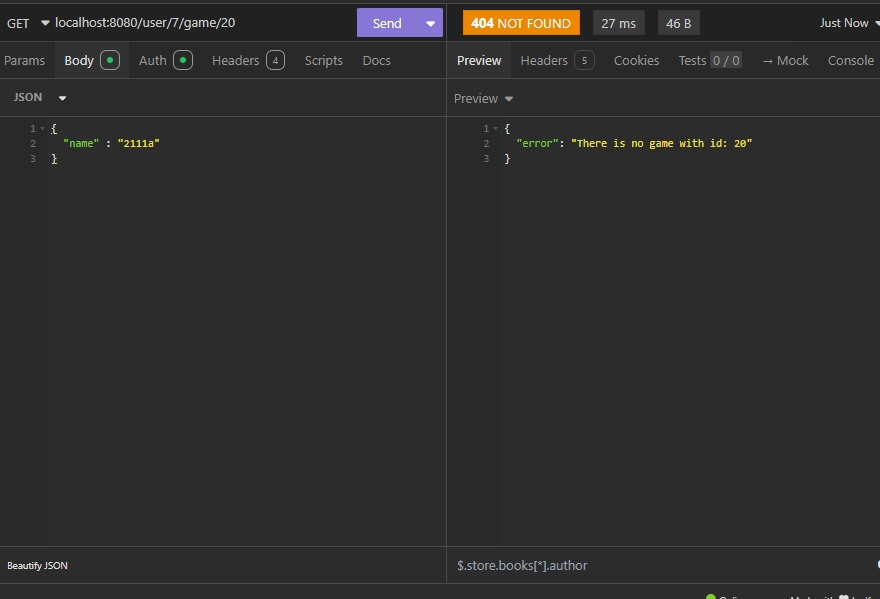 GET localhost:8080/user/7/game/20 Send 404 NOT FOUND 27 ms 46 B Just Now
Params Body Auth Headers 4 Scripts Docs Preview Headers 5 Cookies Tests 0 / 0 → Mock Console
JSON Preview
1 {
2 "name" : "2111a"
3 }
1 {
2 "error": "There is no game with id: 20"
3 }
Beautify JSON $.store.books[*].author